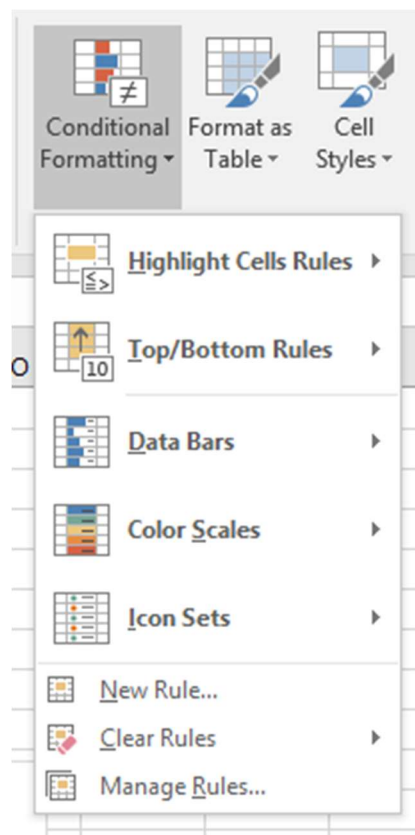 Conditional Format as Cell
Formatting Table Styles
Highlight Cells Rules
Top/Bottom Rules
10
O
Data Bars
Color Scales
Icon Sets
New Rule...
Clear Rules
Manage Rules...